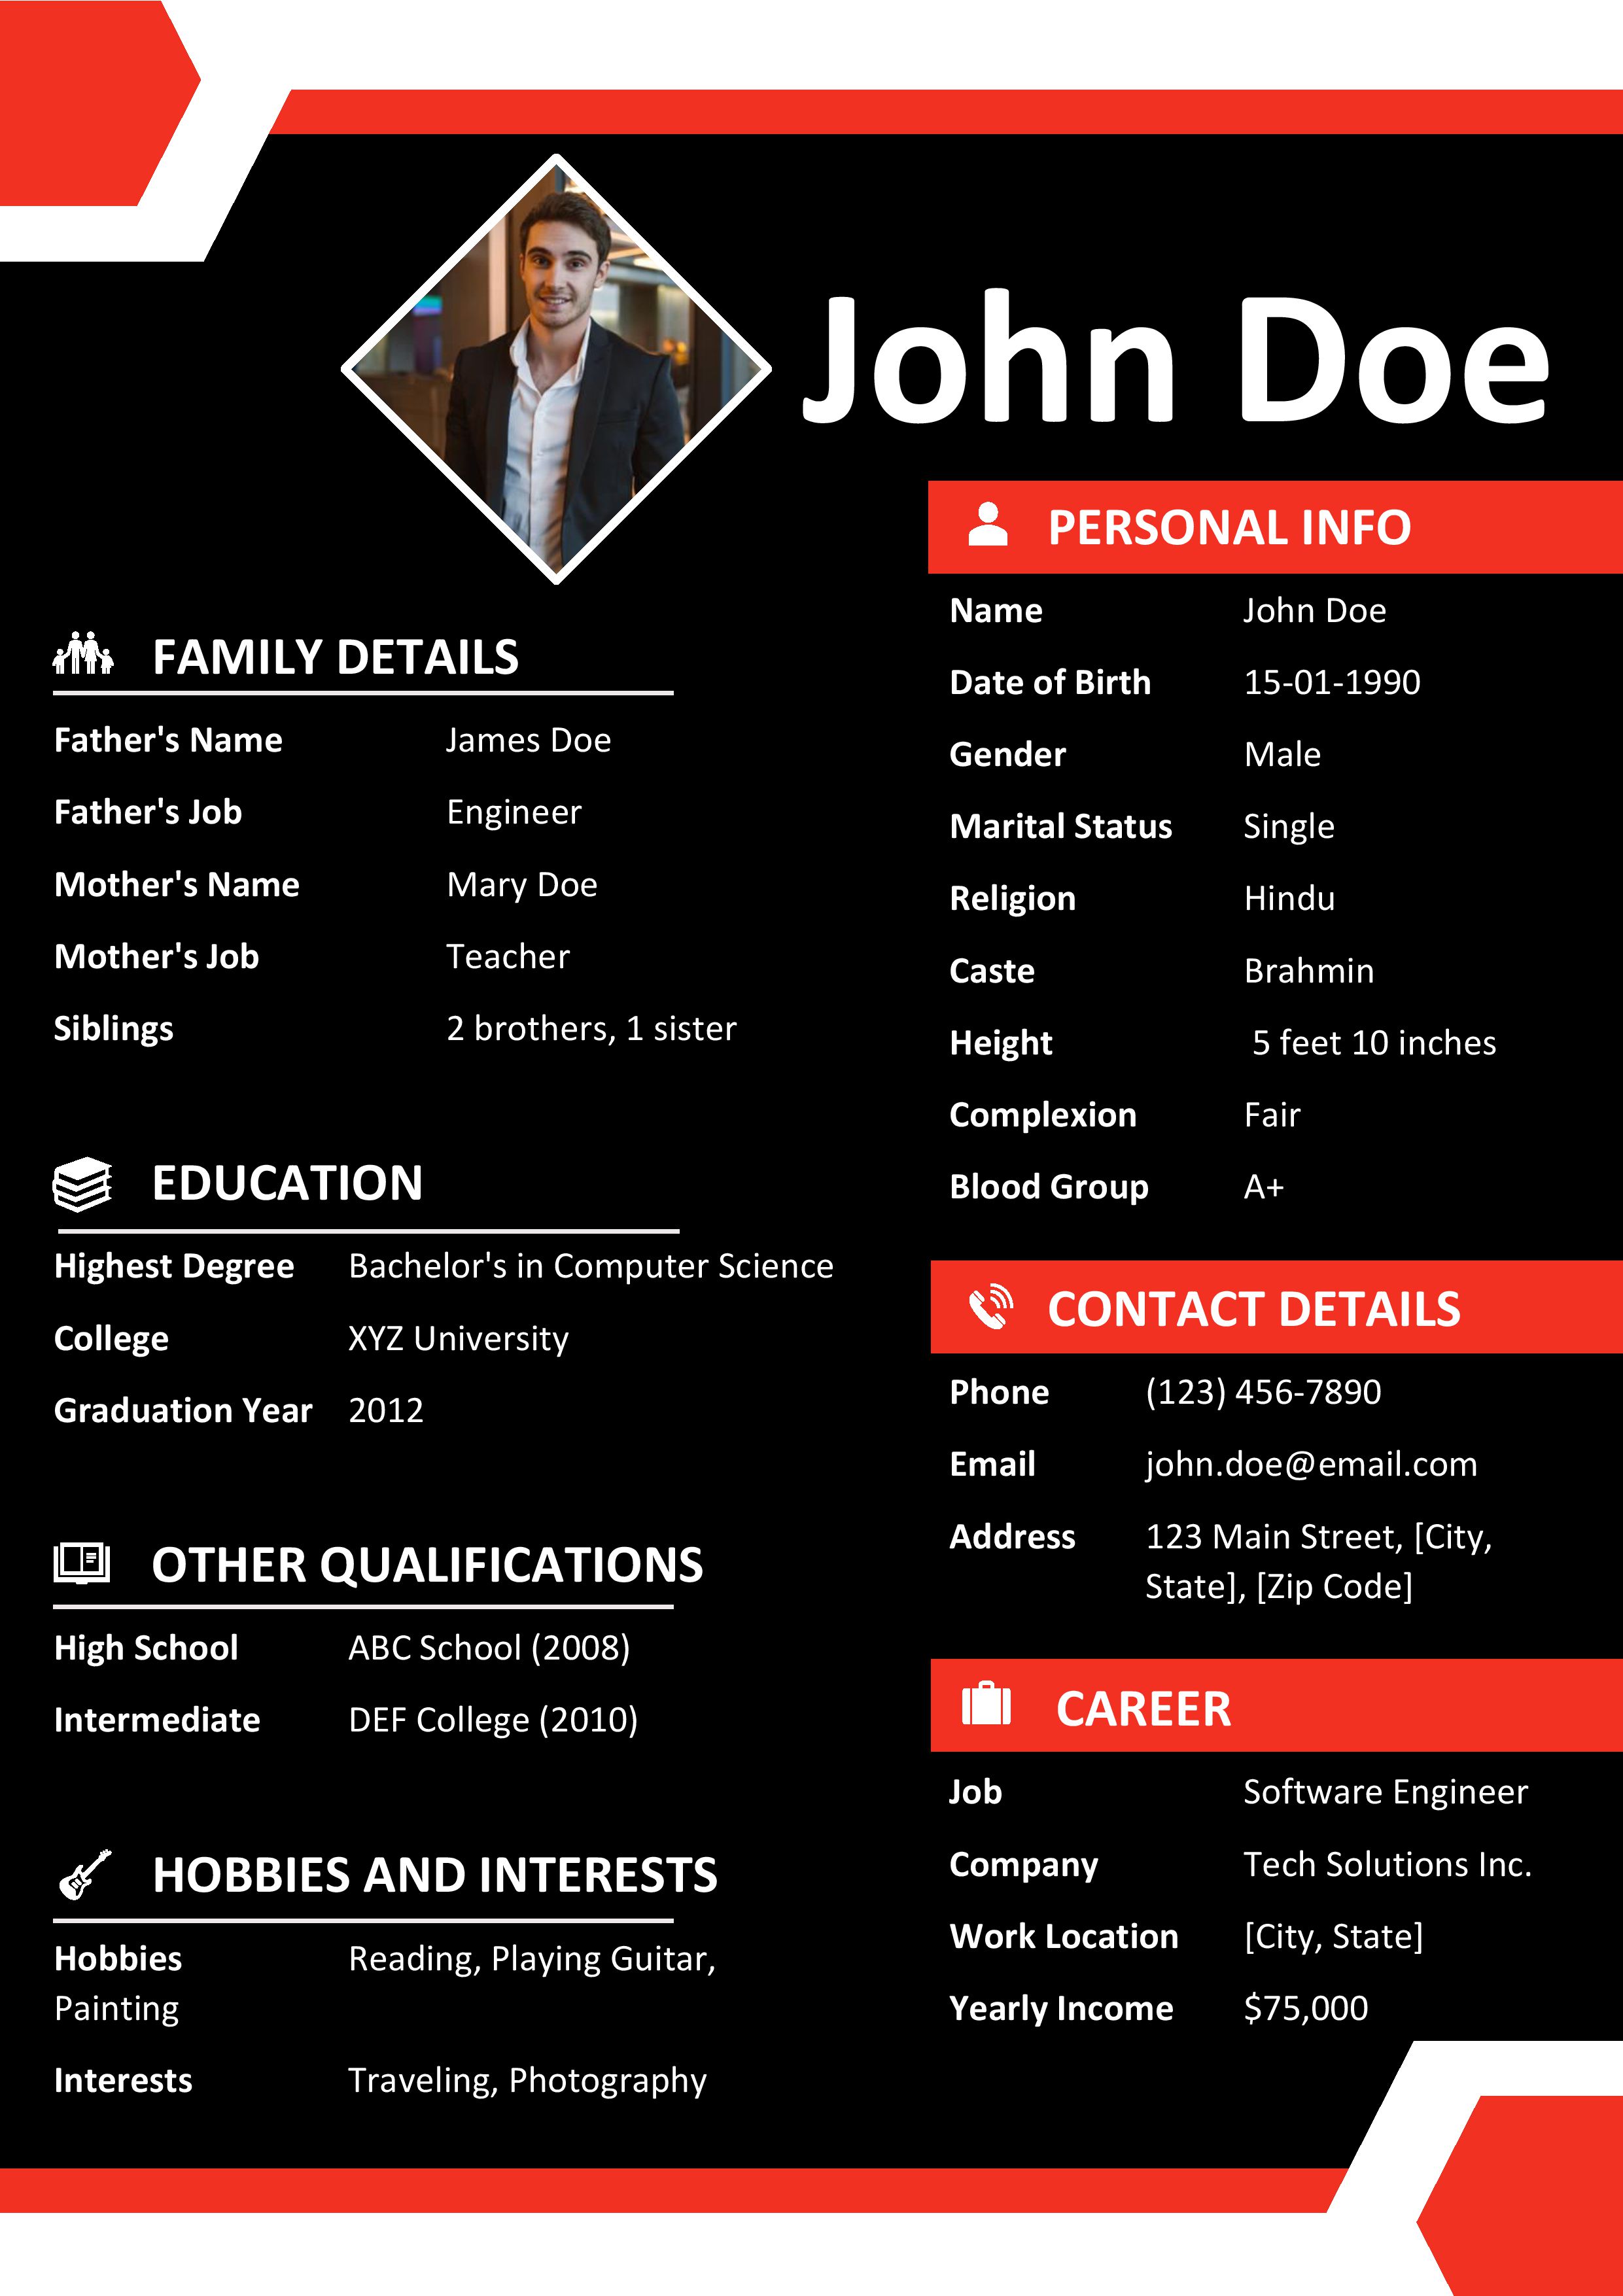 John Doe
FAMILY DETAILS
Father's Name James Doe
Father's Job Engineer
Mother's Name Mary Doe
Mother's Job Teacher
Siblings 2 brothers, 1 sister
EDUCATION
Highest Degree Bachelor's in Computer Science
College XYZ University
Graduation Year 2012
OTHER QUALIFICATIONS
High School ABC School (2008)
Intermediate DEF College (2010)
HOBBIES AND INTERESTS
Hobbies Reading, Playing Guitar,
Painting
Interests Traveling, Photography
PERSONAL INFO
Name John Doe
Date of Birth 15-01-1990
Gender Male
Marital Status Single
Religion Hindu
Caste Brahmin
Height 5 feet 10 inches
Complexion Fair
Blood Group A+
CONTACT DETAILS
Phone (123) 456-7890
Email john.doe@email.com
Address 123 Main Street, [City,
State], [Zip Code]
CAREER
Job Software Engineer
Company Tech Solutions Inc.
Work Location [City, State]
Yearly Income $75,000